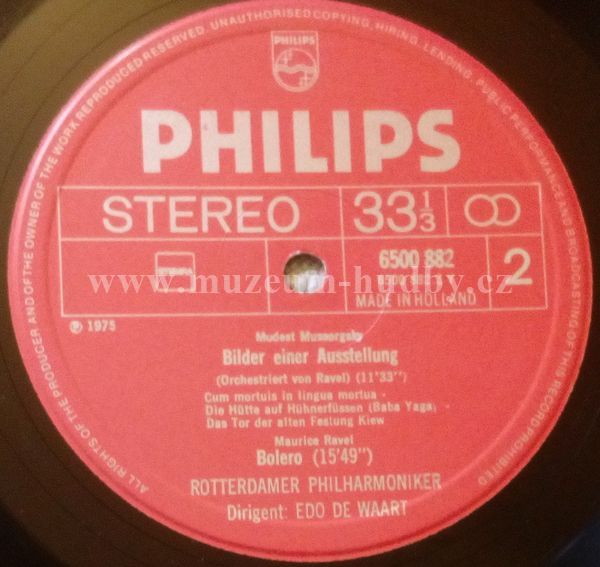 ALL RIGHTS OF THE PRODUCER AND OF THE OWNER OF THE WORK REPRODUCED RESERVED. UNAUTHORISED COPYING, HIRING, LENDING, PUBLIC PERFORMANCE AND BROADCASTING OF THIS RECORD PROHIBITED
PHILIPS
PHILIPS
STEREO 33 1/3
6500 882 2
MADE IN HOLLAND
www.muzeum-hudby.cz
℗ 1975
Modest Mussorgsky
Bilder einer Ausstellung
(Orchestriert von Ravel) (11'33")
Cum mortuis in lingua mortua -
Die Hütte auf Hühnerfüssen (Baba Yaga)
Das Tor der alten Festung Kiew
Maurice Ravel
Bolero (15'49")
ROTTERDAMER PHILHARMONIKER
Dirigent: EDO DE WAART